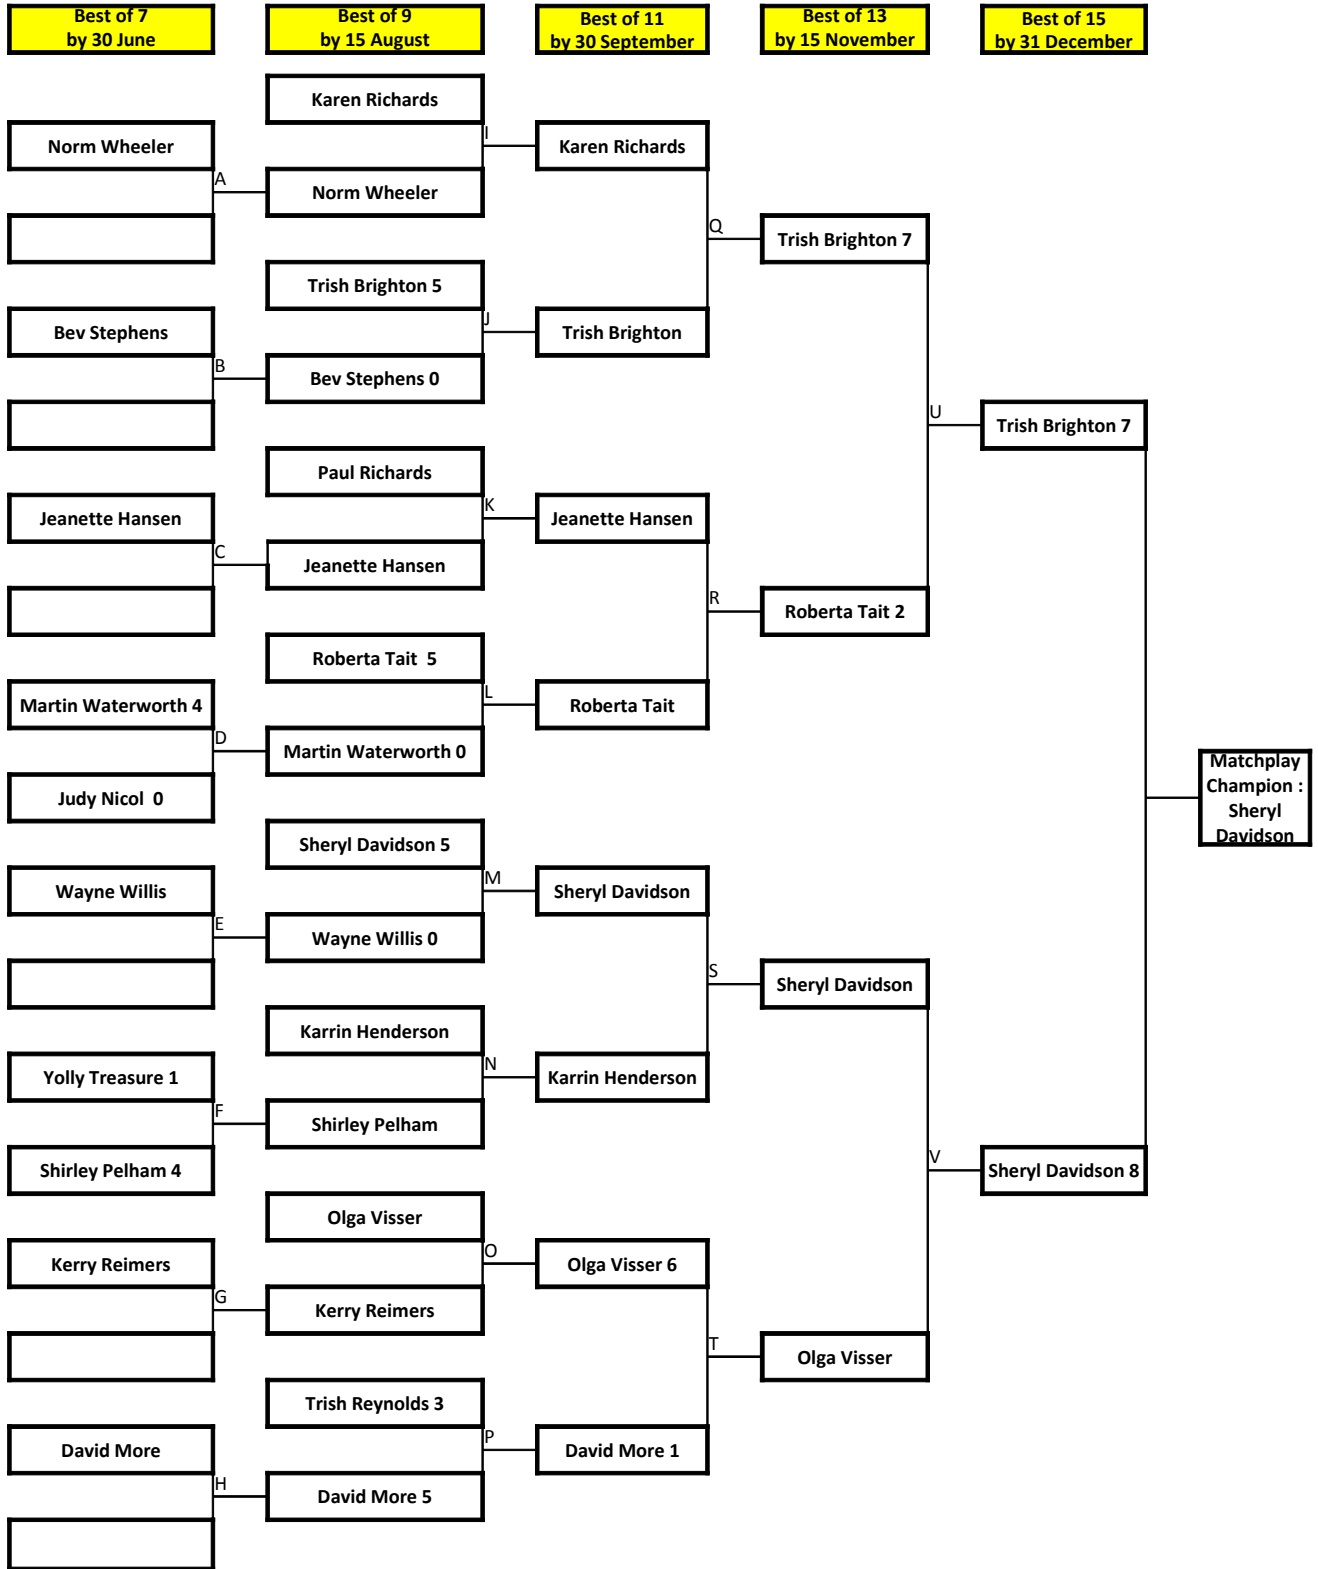 Best of 7
by 30 June
Best of 9
by 15 August
Best of 11
by 30 September
Best of 13
by 15 November
Best of 15
by 31 December
Karen Richards
I
Norm Wheeler
Karen Richards
A
Norm Wheeler
Q
Trish Brighton 7
Trish Brighton 5
J
Bev Stephens
Trish Brighton
B
Bev Stephens 0
U
Trish Brighton 7
Paul Richards
K
Jeanette Hansen
Jeanette Hansen
C
Jeanette Hansen
R
Roberta Tait 2
Roberta Tait  5
L
Martin Waterworth 4
Roberta Tait
D
Martin Waterworth 0
Judy Nicol  0
Matchplay
Champion :
Sheryl
Davidson
Sheryl Davidson 5
M
Wayne Willis
Sheryl Davidson
E
Wayne Willis 0
S
Sheryl Davidson
Karrin Henderson
N
Yolly Treasure 1
Karrin Henderson
F
Shirley Pelham
V
Shirley Pelham 4
Sheryl Davidson 8
Olga Visser
O
Kerry Reimers
Olga Visser 6
G
Kerry Reimers
T
Olga Visser
Trish Reynolds 3
P
David More
David More 1
H
David More 5